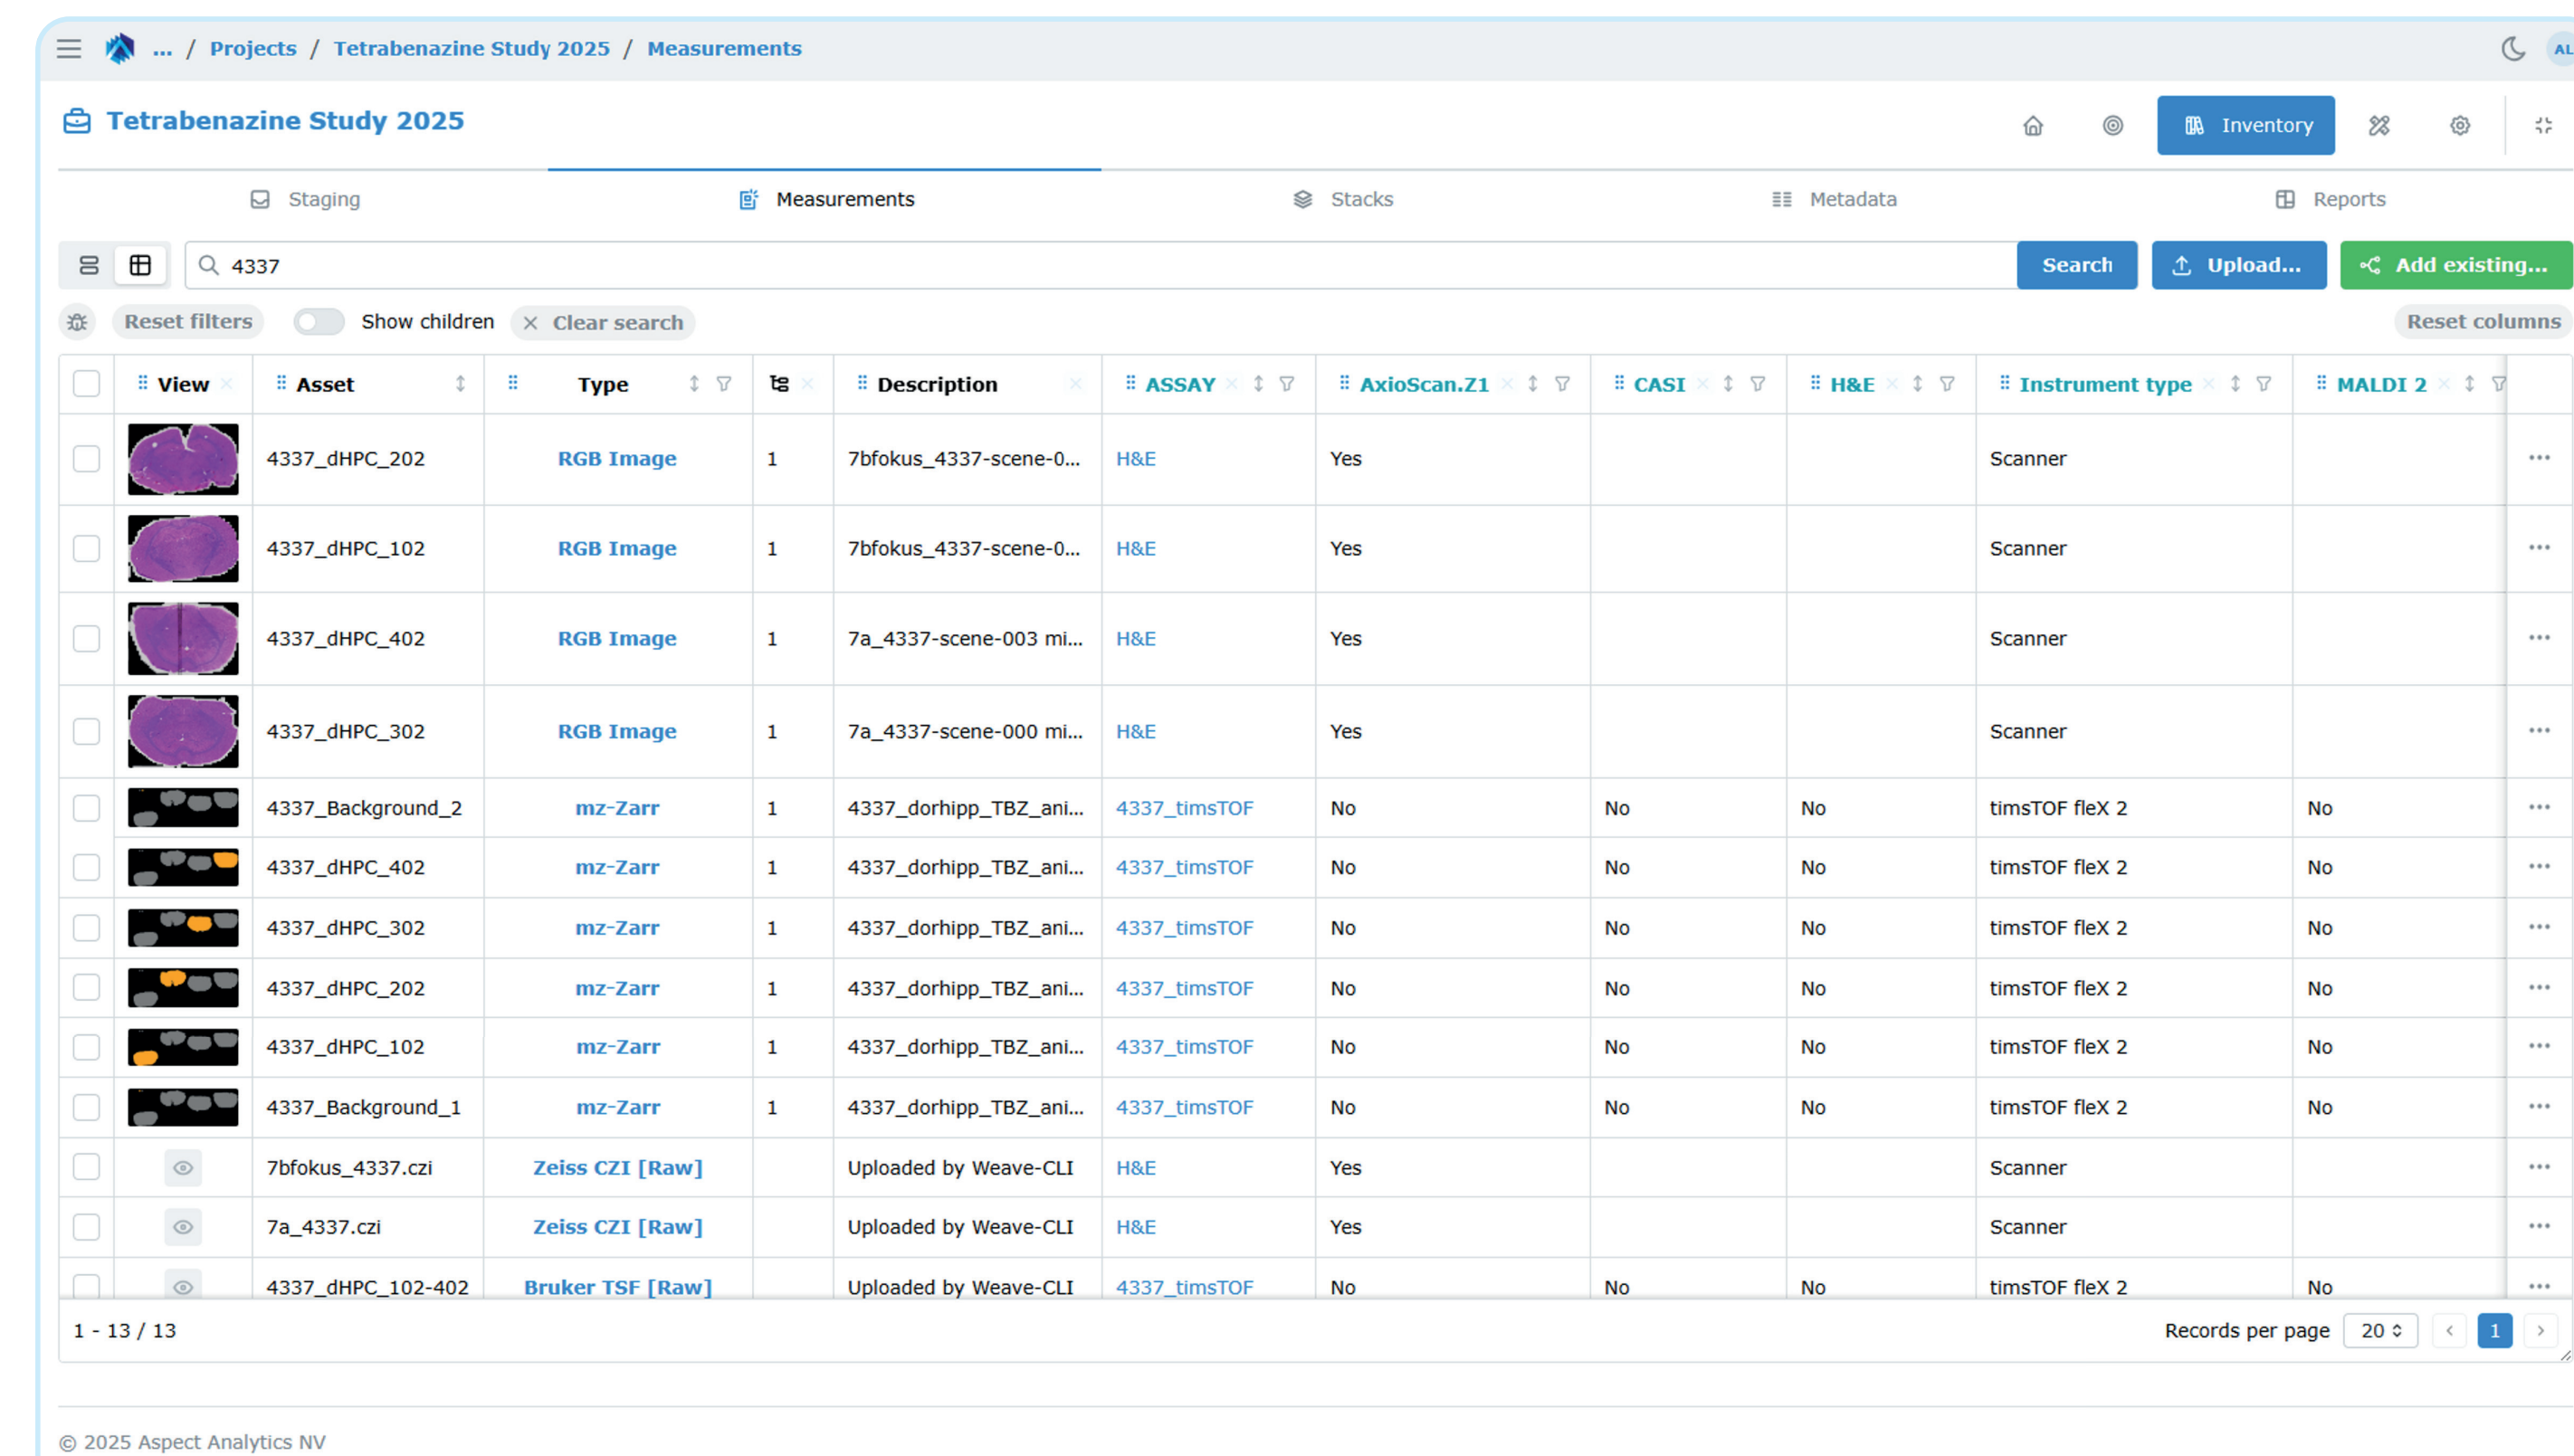 ... / Projects / Tetrabenazine Study 2025 / Measurements AL
Tetrabenazine Study 2025 Inventory
Staging Measurements Stacks Metadata Reports
4337 Search Upload... Add existing...
Reset filters Show children Clear search Reset columns
View Asset Type Description ASSAY AxioScan.Z1 CASI H&E Instrument type MALDI 2
4337_dHPC_202 RGB Image 1 7bfokus_4337-scene-0... H&E Yes Scanner
4337_dHPC_102 RGB Image 1 7bfokus_4337-scene-0... H&E Yes Scanner
4337_dHPC_402 RGB Image 1 7a_4337-scene-003 mi... H&E Yes Scanner
4337_dHPC_302 RGB Image 1 7a_4337-scene-000 mi... H&E Yes Scanner
4337_Background_2 mz-Zarr 1 4337_dorhipp_TBZ_ani... 4337_timsTOF No No No timsTOF fleX 2 No
4337_dHPC_402 mz-Zarr 1 4337_dorhipp_TBZ_ani... 4337_timsTOF No No No timsTOF fleX 2 No
4337_dHPC_302 mz-Zarr 1 4337_dorhipp_TBZ_ani... 4337_timsTOF No No No timsTOF fleX 2 No
4337_dHPC_202 mz-Zarr 1 4337_dorhipp_TBZ_ani... 4337_timsTOF No No No timsTOF fleX 2 No
4337_dHPC_102 mz-Zarr 1 4337_dorhipp_TBZ_ani... 4337_timsTOF No No No timsTOF fleX 2 No
4337_Background_1 mz-Zarr 1 4337_dorhipp_TBZ_ani... 4337_timsTOF No No No timsTOF fleX 2 No
7bfokus_4337.czi Zeiss CZI [Raw] Uploaded by Weave-CLI H&E Yes Scanner
7a_4337.czi Zeiss CZI [Raw] Uploaded by Weave-CLI H&E Yes Scanner
4337_dHPC_102-402 Bruker TSF [Raw] Uploaded by Weave-CLI 4337_timsTOF No No No timsTOF fleX 2 No
1 - 13 / 13 Records per page 20 1
© 2025 Aspect Analytics NV